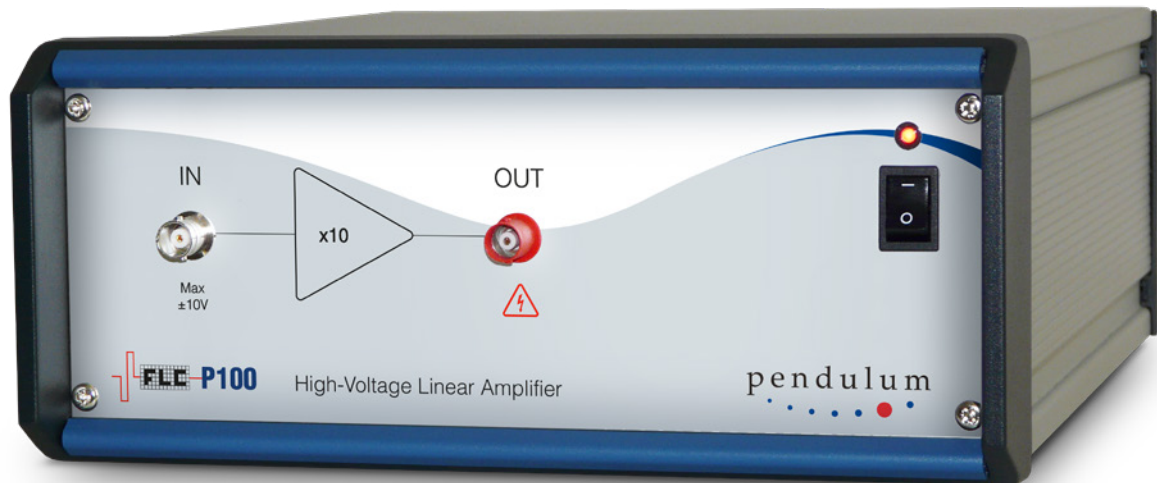 IN
OUT
x10
Max
±10V
FLC P100
High-Voltage Linear Amplifier
pendulum